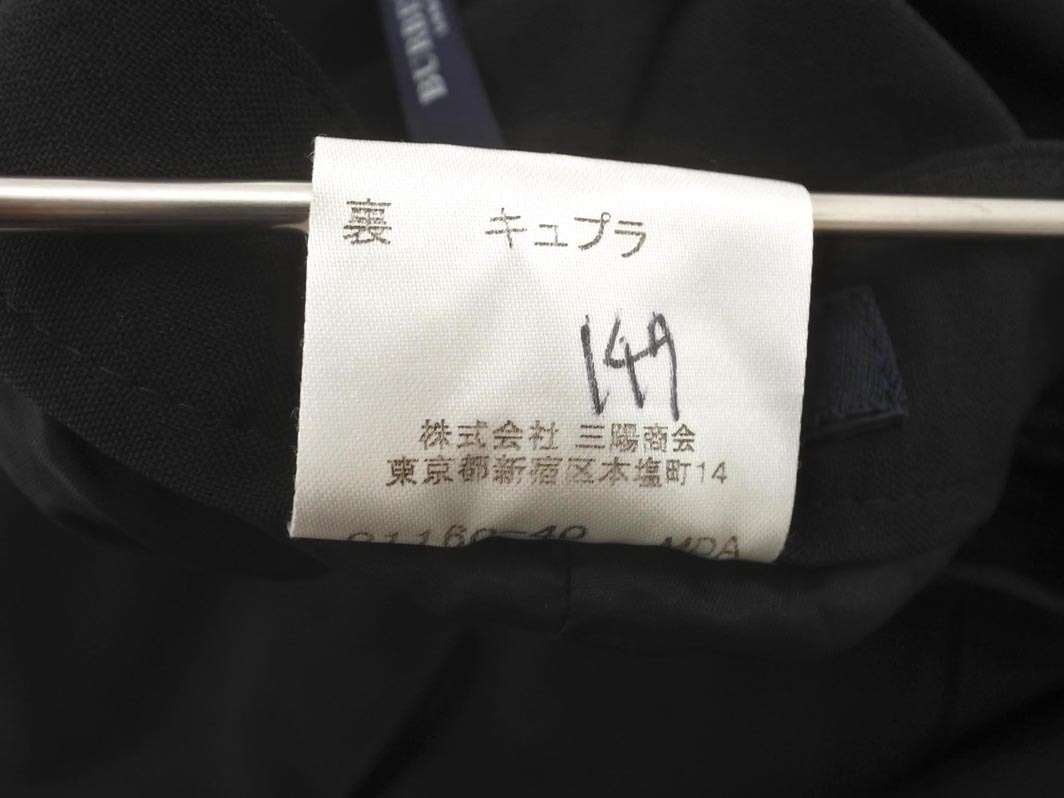 裏 キュプラ
149
株式会社 三陽商会
東京都新宿区本塩町14